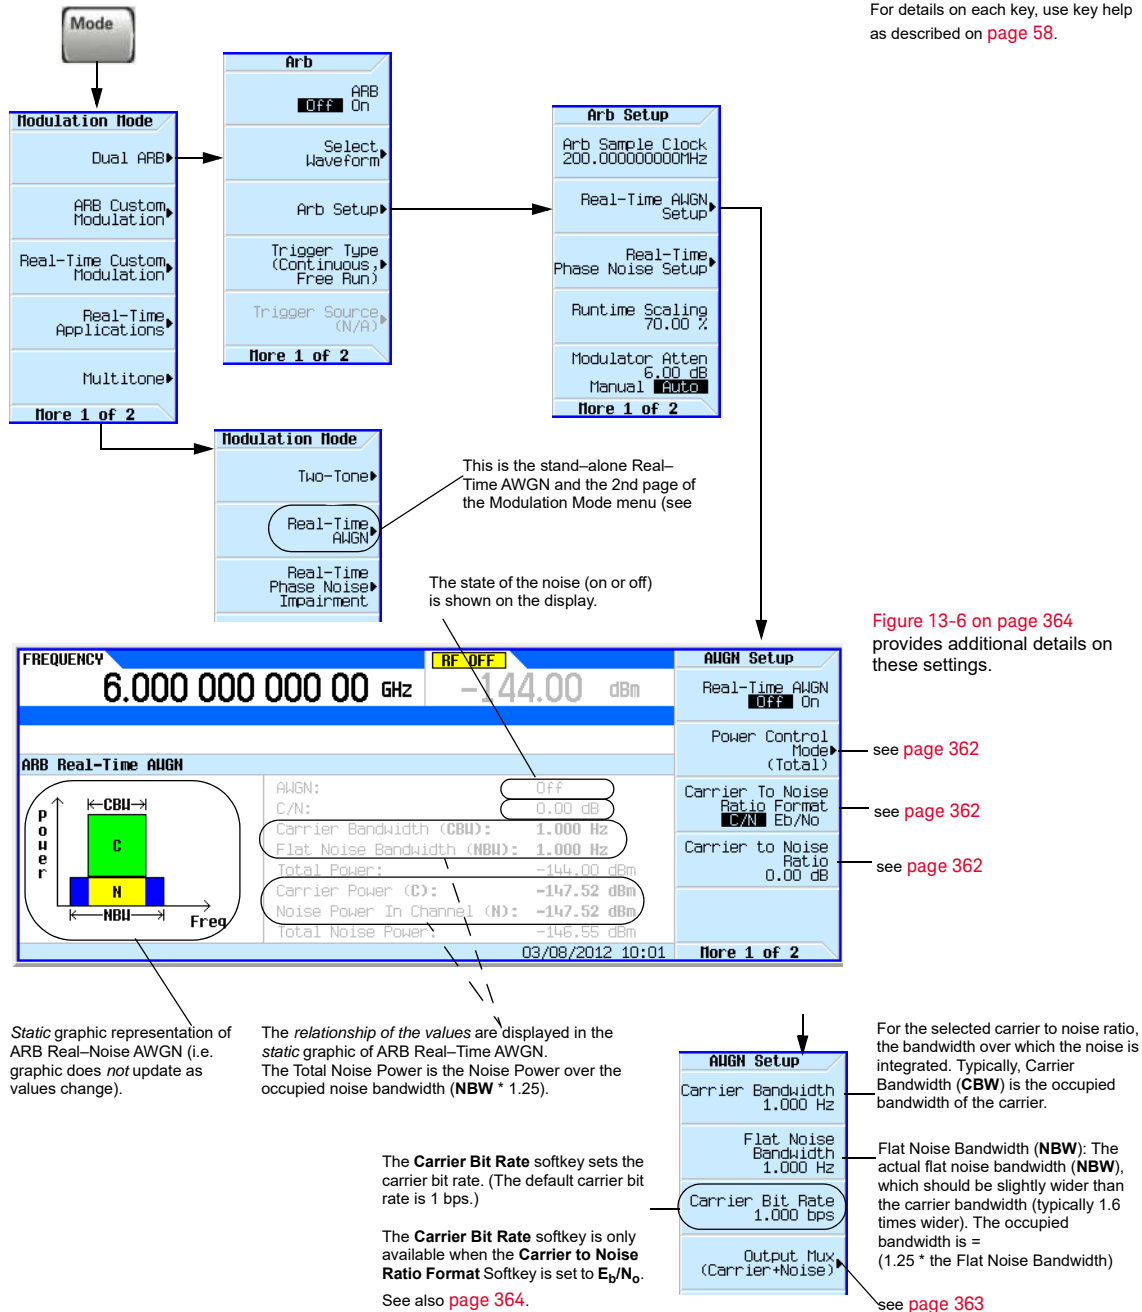 For details on each key, use key help
as described on page 58.
Mode
Modulation Mode
Dual ARB
ARB Custom
Modulation
Real-Time Custom
Modulation
Real-Time
Applications
Multitone
More 1 of 2
Arb
ARB
Off On
Select
Waveform
Arb Setup
Trigger Type
(Continuous,
Free Run)
Trigger Source
(N/A)
More 1 of 2
Arb Setup
Arb Sample Clock
200.000000000MHz
Real-Time AWGN
Setup
Real-Time
Phase Noise Setup
Runtime Scaling
70.00 %
Modulator Atten
6.00 dB
Manual Auto
More 1 of 2
Modulation Mode
Two-Tone
Real-Time
AWGN
Real-Time
Phase Noise
Impairment
This is the stand–alone Real–
Time AWGN and the 2nd page of
the Modulation Mode menu (see
The state of the noise (on or off)
is shown on the display.
Figure 13-6 on page 364
provides additional details on
these settings.
FREQUENCY
6.000 000 000 00 GHz
RF OFF
-144.00 dBm
ARB Real-Time AWGN
Power
CBW
C
N
NBW
Freq
AWGN: Off
C/N: 0.00 dB
Carrier Bandwidth (CBW): 1.000 Hz
Flat Noise Bandwidth (NBW): 1.000 Hz
Total Power: -144.00 dBm
Carrier Power (C): -147.52 dBm
Noise Power In Channel (N): -147.52 dBm
Total Noise Power: -146.55 dBm
03/08/2012 10:01
AWGN Setup
Real-Time AWGN
Off On
Power Control
Mode
(Total)
Carrier To Noise
Ratio Format
C/N Eb/No
Carrier to Noise
Ratio
0.00 dB
More 1 of 2
see page 362
see page 362
see page 362
Static graphic representation of
ARB Real–Noise AWGN (i.e.
graphic does not update as
values change).
The relationship of the values are displayed in the
static graphic of ARB Real–Time AWGN.
The Total Noise Power is the Noise Power over the
occupied noise bandwidth (NBW * 1.25).
The Carrier Bit Rate softkey sets the
carrier bit rate. (The default carrier bit
rate is 1 bps.)
The Carrier Bit Rate softkey is only
available when the Carrier to Noise
Ratio Format Softkey is set to Eb/No.
See also page 364.
AWGN Setup
Carrier Bandwidth
1.000 Hz
Flat Noise
Bandwidth
1.000 Hz
Carrier Bit Rate
1.000 bps
Output Mux
(Carrier+Noise)
For the selected carrier to noise ratio,
the bandwidth over which the noise is
integrated. Typically, Carrier
Bandwidth (CBW) is the occupied
bandwidth of the carrier.
Flat Noise Bandwidth (NBW): The
actual flat noise bandwidth (NBW),
which should be slightly wider than
the carrier bandwidth (typically 1.6
times wider). The occupied
bandwidth is =
(1.25 * the Flat Noise Bandwidth)
see page 363